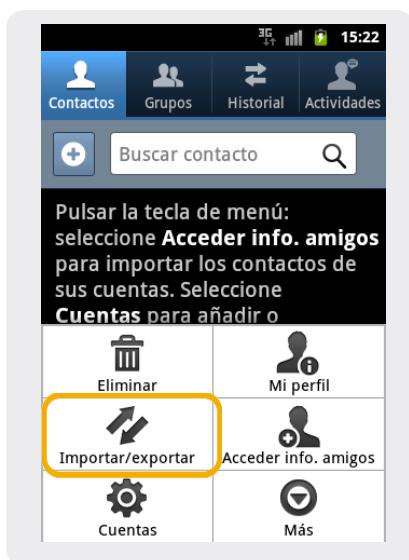 3G 15:22
Contactos Grupos Historial Actividades
Buscar contacto
Pulsar la tecla de menú:
seleccione Acceder info. amigos
para importar los contactos de
sus cuentas. Seleccione
Cuentas para añadir o
Eliminar Mi perfil
Importar/exportar Acceder info. amigos
Cuentas Más